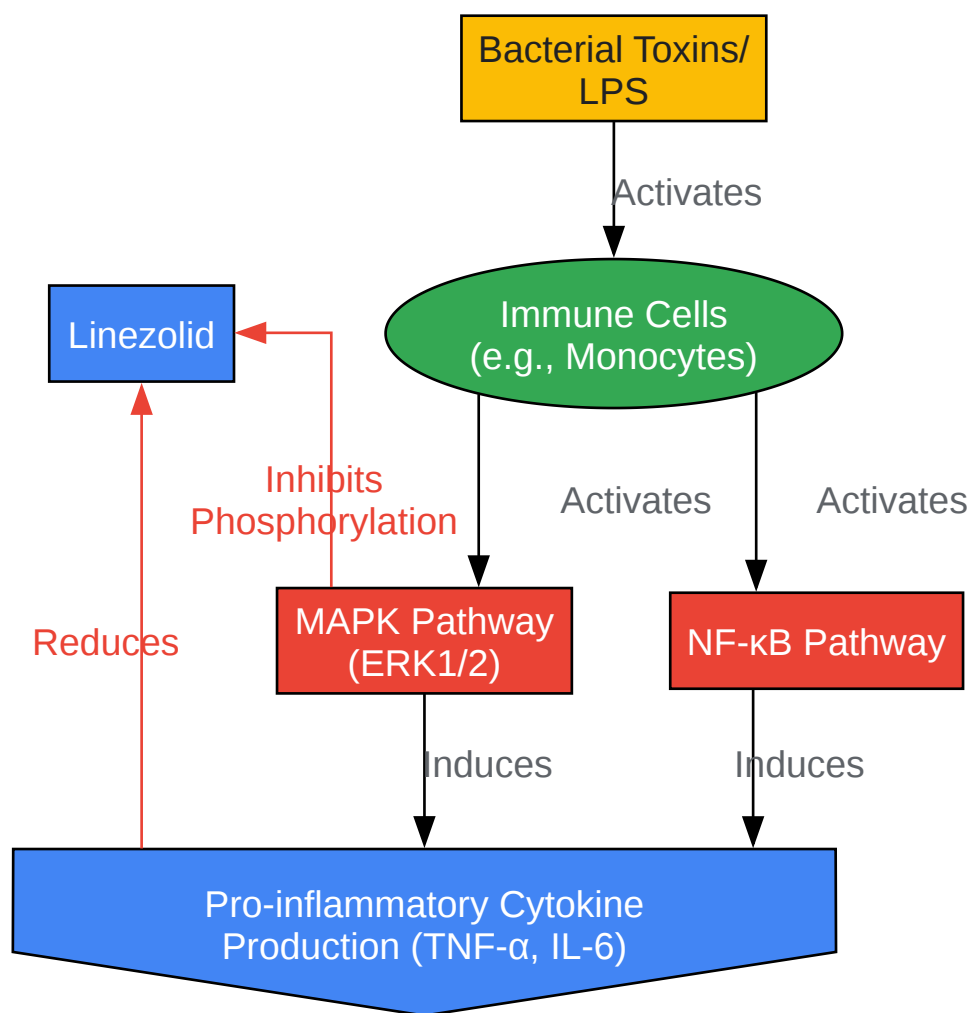 Bacterial Toxins/
LPS
Activates
Immune Cells
(e.g., Monocytes)
Linezolid
Inhibits
Phosphorylation
Activates
Activates
Reduces
MAPK Pathway
(ERK1/2)
NF-κB Pathway
Induces
Induces
Pro-inflammatory Cytokine
Production (TNF-α, IL-6)